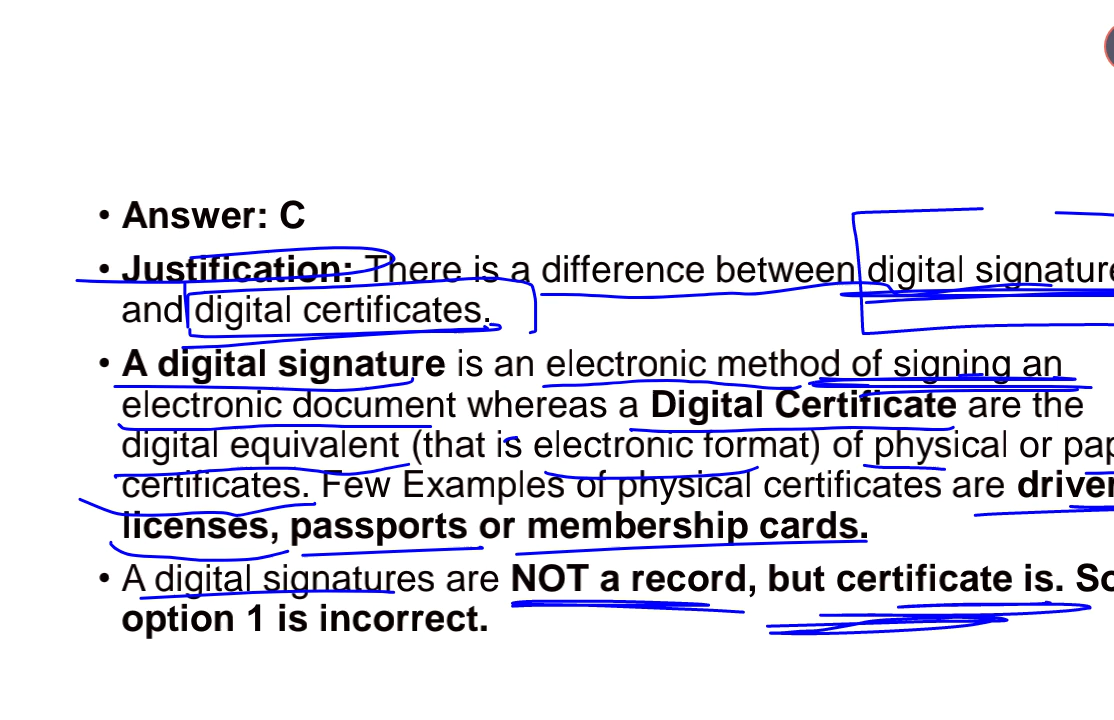 • Answer: C
• Justification: There is a difference between digital signature
and digital certificates.
• A digital signature is an electronic method of signing an
electronic document whereas a Digital Certificate are the
digital equivalent (that is electronic format) of physical or pap
certificates. Few Examples of physical certificates are driver
licenses, passports or membership cards.
• A digital signatures are NOT a record, but certificate is. So
option 1 is incorrect.